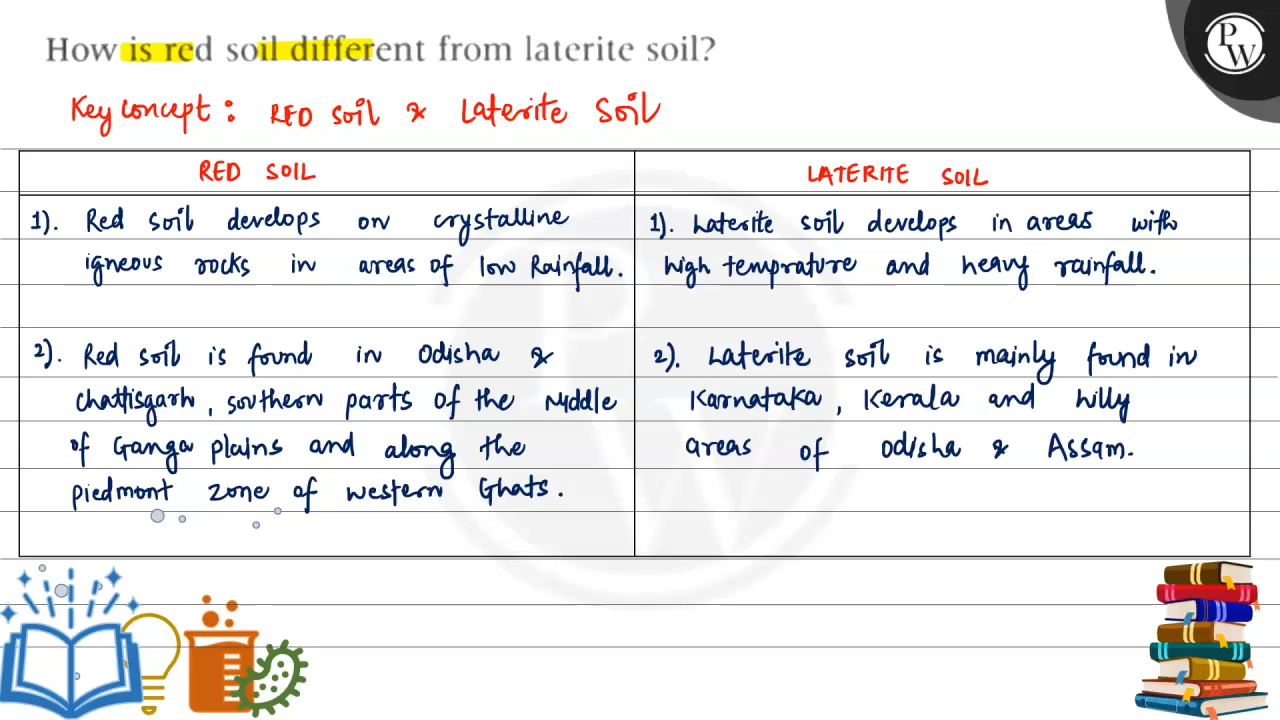 PW
How is red soil different from laterite soil?
Key concept: RED Soil & Laterite Soil
RED SOIL
1). Red soil develops on crystalline
igneous rocks in areas of low Rainfall.
2). Red soil is found in Odisha &
chattisgarh, southern parts of the Middle
of Ganga plains and along the
piedmont zone of western Ghats.
LATERITE SOIL
1). Laterite soil develops in areas with
high temprature and heavy rainfall.
2). Laterite soil is mainly found in
Karnataka, Kerala and hilly
areas of Odisha & Assam.